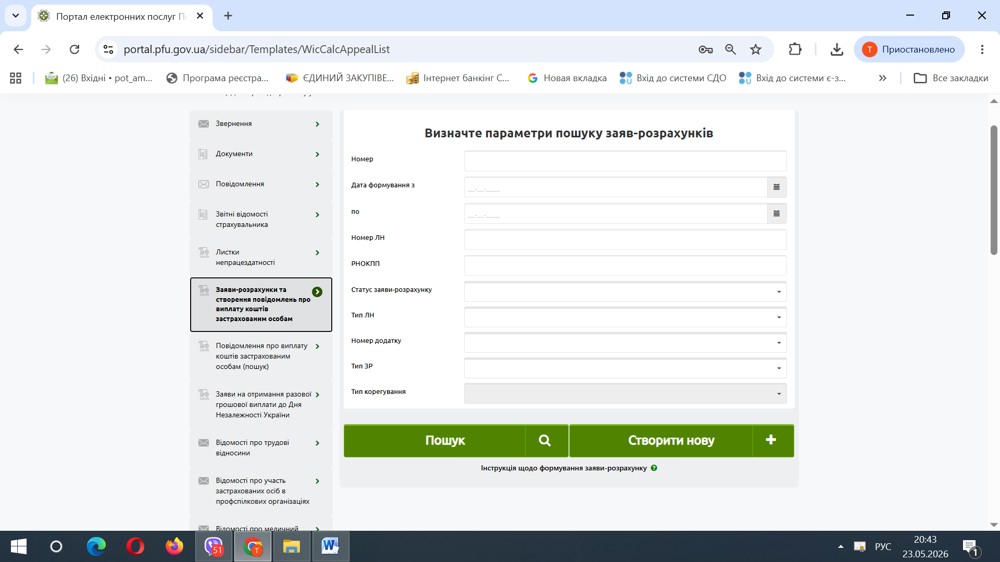 Портал електронних послуг П
portal.pfu.gov.ua/sidebar/Templates/WicCalcAppealList
Т
Приостановлено
(26) Вхідні • pot_am...
Програма реєстра...
ЄДИНИЙ ЗАКУПІВЕ...
Інтернет банкінг С...
Новая вкладка
Вхід до системи СДО
Вхід до системи є-з...
Все закладки
Звернення
Документи
Повідомлення
Звітні відомості
страхувальника
Листки
непрацездатності
Заяви-розрахунки та
створення повідомлень про
виплату коштів
застрахованим особам
Повідомлення про виплату
коштів застрахованим
особам (пошук)
Заяви на отримання разової
грошової виплати до Дня
Незалежності України
Відомості про трудові
відносини
Відомості про участь
застрахованих осіб в
профспілкових організаціях
Відомості про медичний
Визначте параметри пошуку заяв-розрахунків
Номер
Дата формування з
__.__.____
по
__.__.____
Номер ЛН
РНОКПП
Статус заяви-розрахунку
Тип ЛН
Номер додатку
Тип ЗР
Тип корегування
Пошук
Створити нову
Інструкція щодо формування заяви-розрахунку ?
51
T
W
РУС
20:43
23.05.2026
1